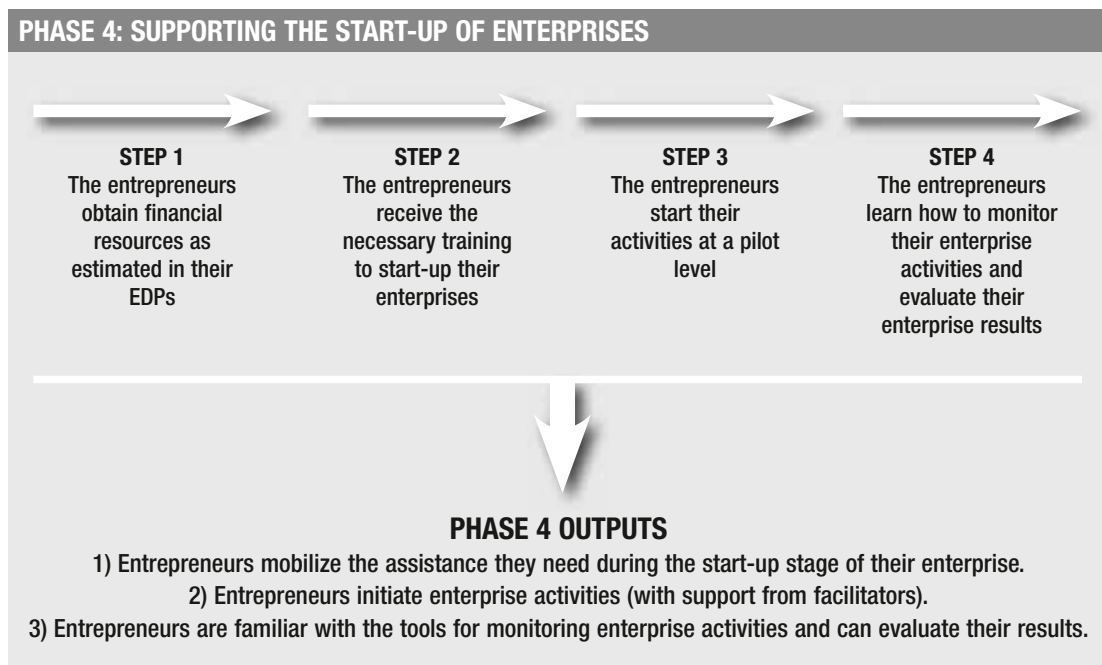 PHASE 4: SUPPORTING THE START-UP OF ENTERPRISES
STEP 1
The entrepreneurs
obtain financial
resources as
estimated in their
EDPs
STEP 2
The entrepreneurs
receive the
necessary training
to start-up their
enterprises
STEP 3
The entrepreneurs
start their
activities at a pilot
level
STEP 4
The entrepreneurs
learn how to monitor
their enterprise
activities and
evaluate their
enterprise results
PHASE 4 OUTPUTS
1) Entrepreneurs mobilize the assistance they need during the start-up stage of their enterprise.
2) Entrepreneurs initiate enterprise activities (with support from facilitators).
3) Entrepreneurs are familiar with the tools for monitoring enterprise activities and can evaluate their results.